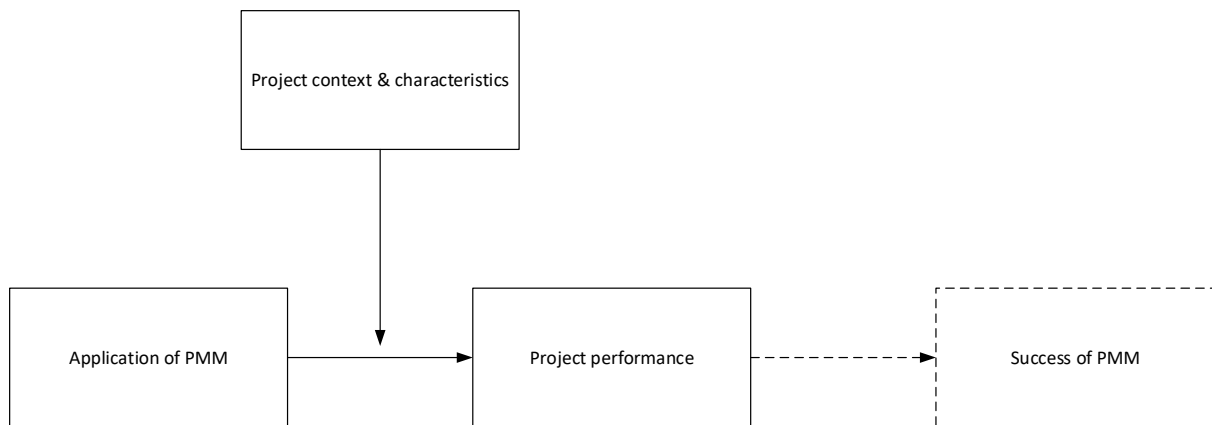 Project context & characteristics
Application of PMM
Project performance
Success of PMM